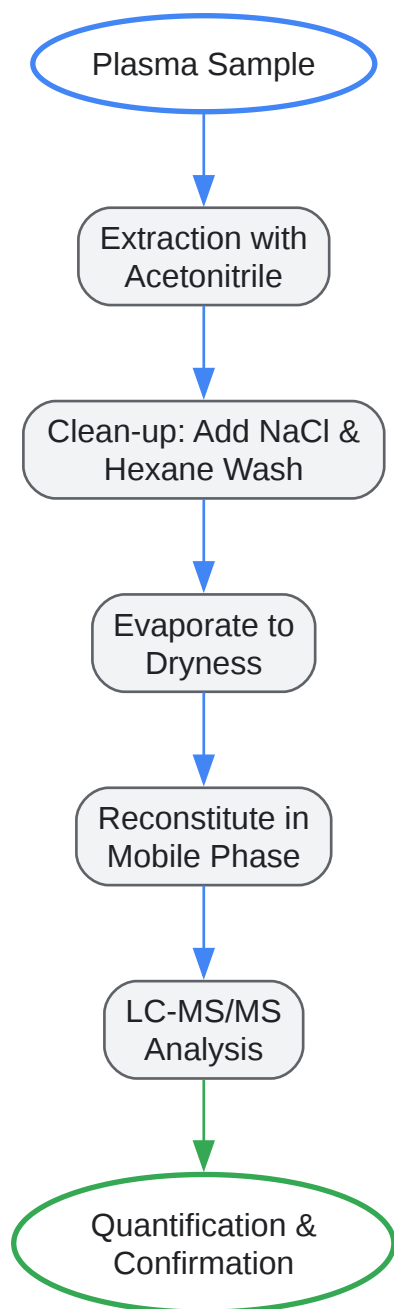 Plasma Sample
Extraction with
Acetonitrile
Clean-up: Add NaCl &
Hexane Wash
Evaporate to
Dryness
Reconstitute in
Mobile Phase
LC-MS/MS
Analysis
Quantification &
Confirmation